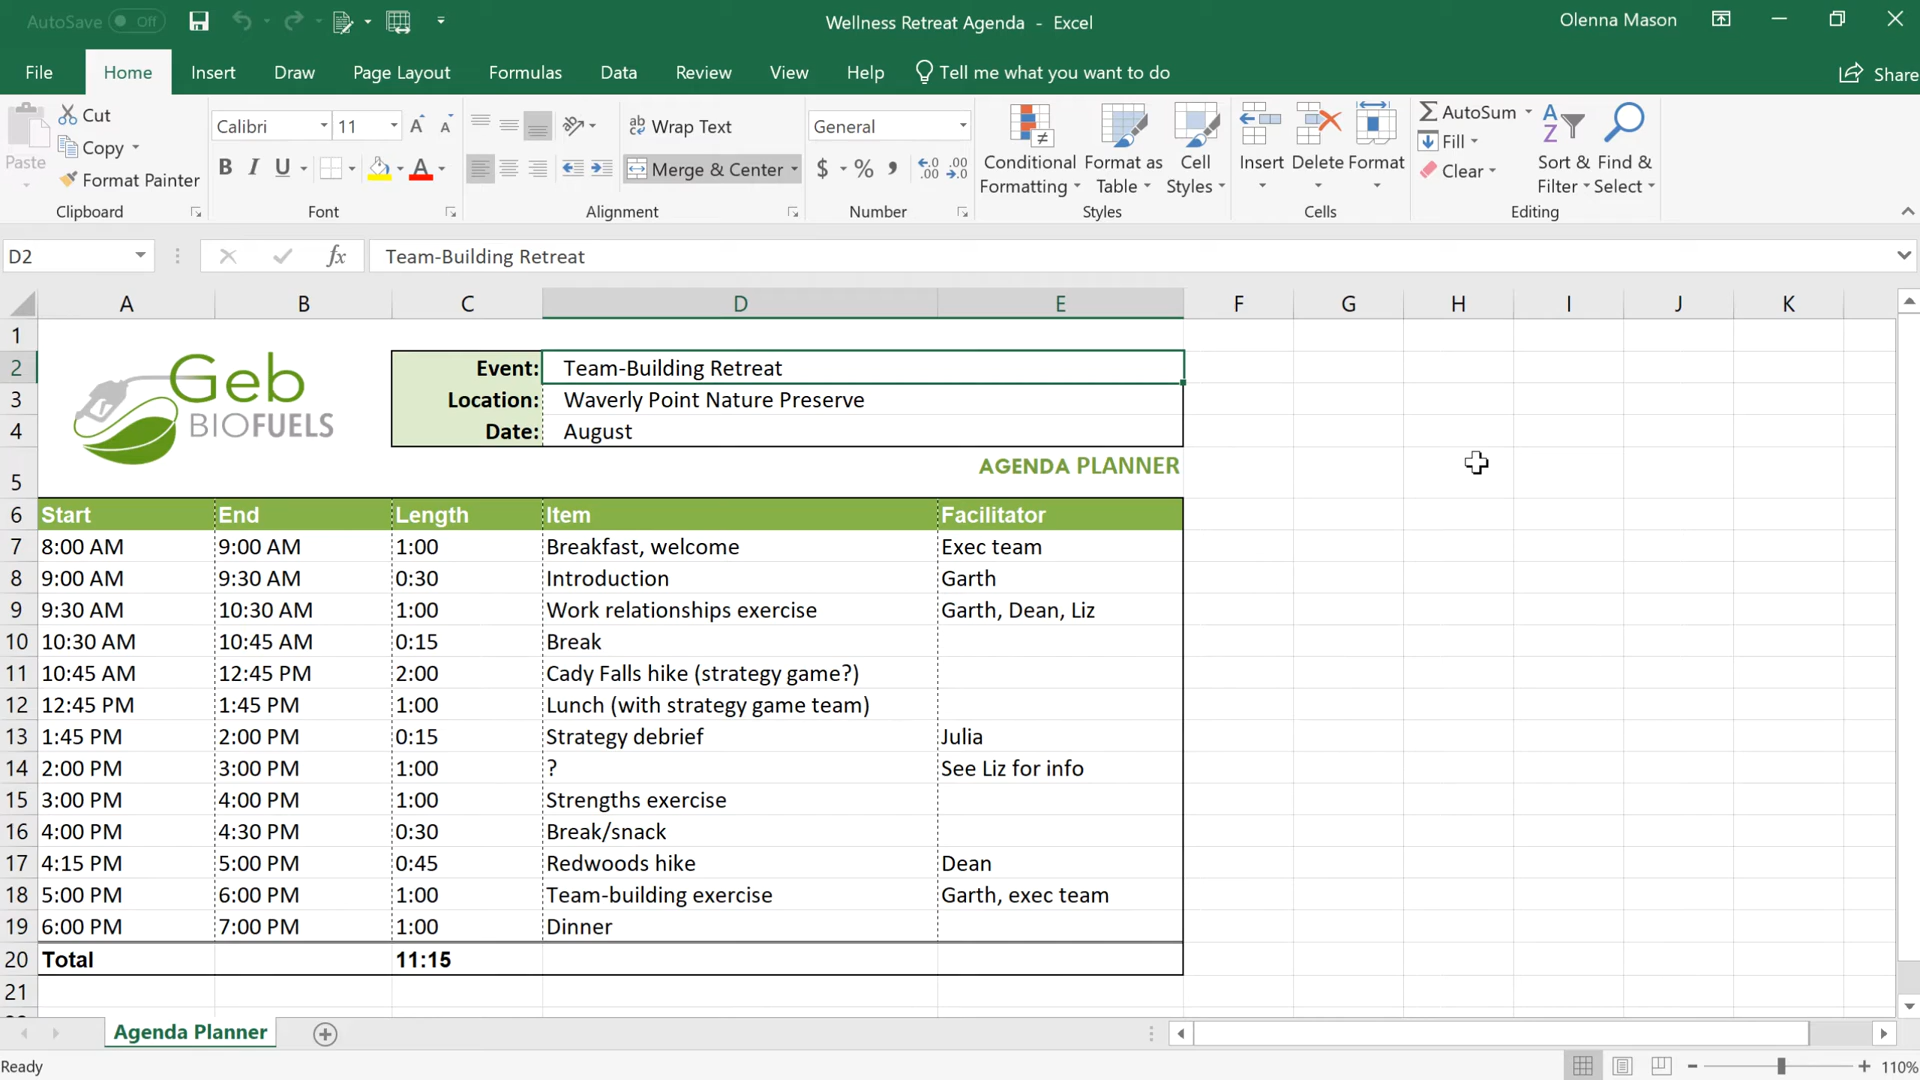 AutoSave Off
Wellness Retreat Agenda - Excel
Olenna Mason
File Home Insert Draw Page Layout Formulas Data Review View Help Tell me what you want to do Share
Paste
Cut
Copy
Format Painter
Clipboard
Calibri 11
A A
B I U A
Font
ab Wrap Text
Merge & Center
Alignment
General
$ % , .00 .00
Number
Conditional Formatting
Format as Table
Cell Styles
Styles
Insert Delete Format
Cells
AutoSum
Fill
Clear
Sort & Filter
Find & Select
Editing
D2 fx Team-Building Retreat
A B C D E F G H I J K
1
Geb BIOFUELS
2 Event: Team-Building Retreat
3 Location: Waverly Point Nature Preserve
4 Date: August
5 AGENDA PLANNER
6 Start End Length Item Facilitator
7 8:00 AM 9:00 AM 1:00 Breakfast, welcome Exec team
8 9:00 AM 9:30 AM 0:30 Introduction Garth
9 9:30 AM 10:30 AM 1:00 Work relationships exercise Garth, Dean, Liz
10 10:30 AM 10:45 AM 0:15 Break
11 10:45 AM 12:45 PM 2:00 Cady Falls hike (strategy game?)
12 12:45 PM 1:45 PM 1:00 Lunch (with strategy game team)
13 1:45 PM 2:00 PM 0:15 Strategy debrief Julia
14 2:00 PM 3:00 PM 1:00 ? See Liz for info
15 3:00 PM 4:00 PM 1:00 Strengths exercise
16 4:00 PM 4:30 PM 0:30 Break/snack
17 4:15 PM 5:00 PM 0:45 Redwoods hike Dean
18 5:00 PM 6:00 PM 1:00 Team-building exercise Garth, exec team
19 6:00 PM 7:00 PM 1:00 Dinner
20 Total 11:15
21
Agenda Planner
Ready
110%